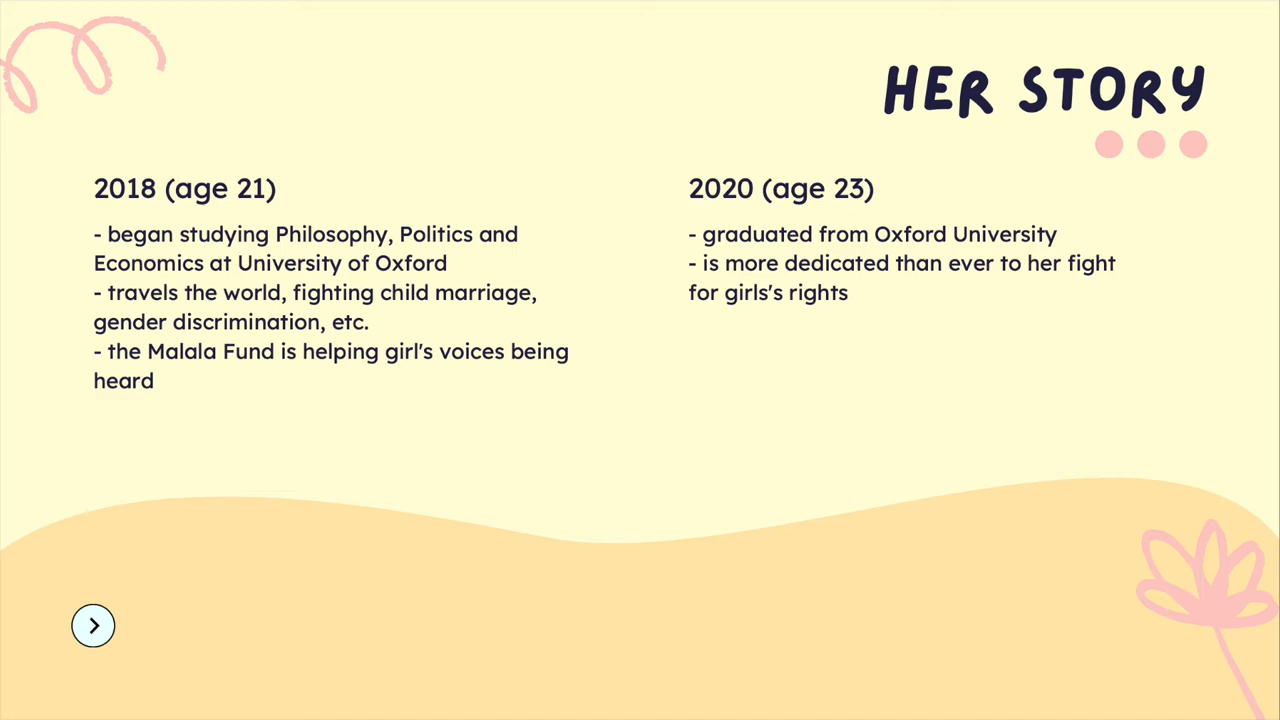 HER STORY
2018 (age 21)
- began studying Philosophy, Politics and
Economics at University of Oxford
- travels the world, fighting child marriage,
gender discrimination, etc.
- the Malala Fund is helping girl's voices being
heard
2020 (age 23)
- graduated from Oxford University
- is more dedicated than ever to her fight
for girls's rights